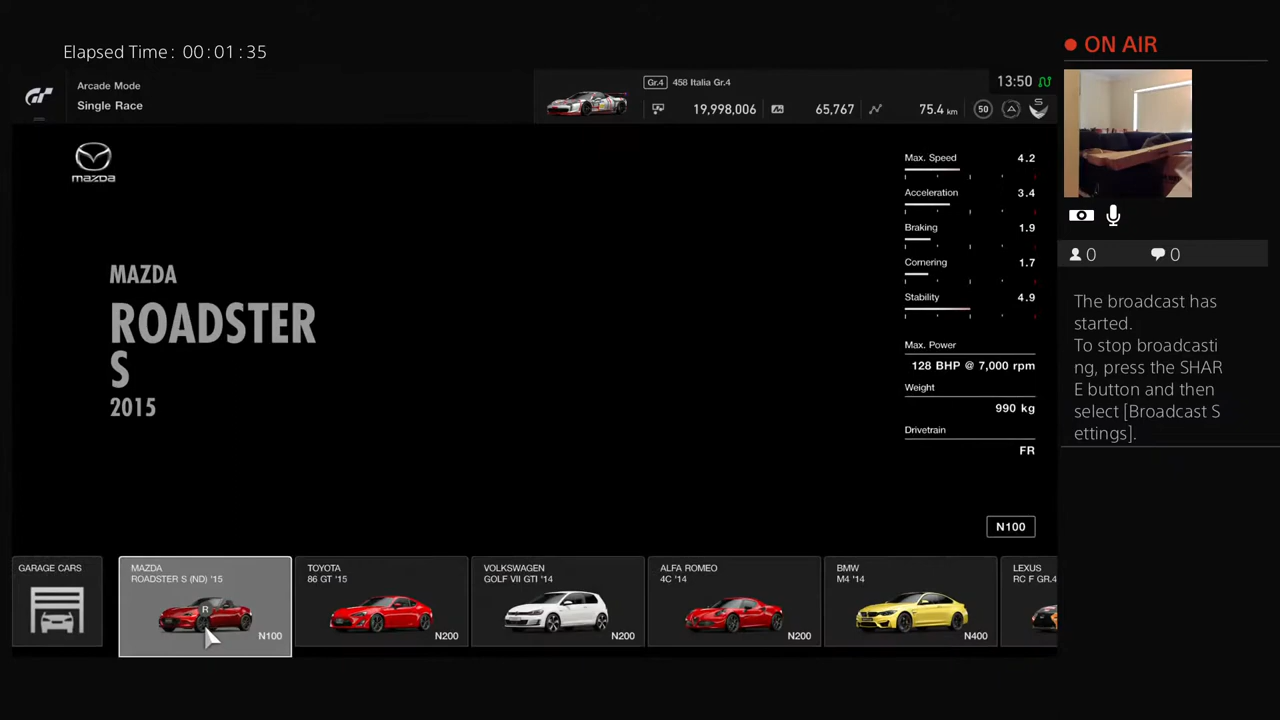 Elapsed Time: 00:01:35
ON AIR
GT
Arcade Mode
Single Race
Gr.4 458 Italia Gr.4
19,998,006
65,767
75.4 km
50
A
S
13:50
mazda
MAZDA
ROADSTER
S
2015
Max. Speed 4.2
Acceleration 3.4
Braking 1.9
Cornering 1.7
Stability 4.9
Max. Power
128 BHP @ 7,000 rpm
Weight
990 kg
Drivetrain
FR
N100
0 0
The broadcast has
started.
To stop broadcasti
ng, press the SHAR
E button and then
select [Broadcast S
ettings].
GARAGE CARS
MAZDA
ROADSTER S (ND) '15
R
N100
TOYOTA
86 GT '15
N200
VOLKSWAGEN
GOLF VII GTI '14
N200
ALFA ROMEO
4C '14
N200
BMW
M4 '14
N400
LEXUS
RC F GR.4